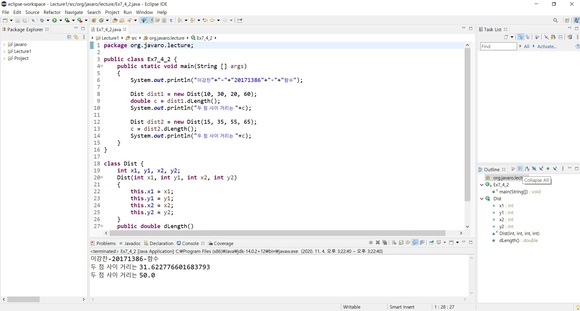 eclipse-workspace - Lecture1/src/org/javaro/lecture/Ex7_4_2.java - Eclipse IDE
File Edit Source Refactor Navigate Search Project Run Window Help
Package Explorer
javaro
Lecture1
Project
Ex7_4_2.java
Lecture1 src org.javaro.lecture Ex7_4_2
1 package org.javaro.lecture;
2
3 public class Ex7_4_2 {
4 public static void main(String [] args)
5 {
6 System.out.println("이강찬"+"-"+"20171386"+"-"+"함수");
7
8 Dist dist1 = new Dist(10, 30, 20, 60);
9 double c = dist1.dLength();
10 System.out.println("두 점 사이 거리는 "+c);
11
12 Dist dist2 = new Dist(15, 35, 55, 65);
13 c = dist2.dLength();
14 System.out.println("두 점 사이 거리는 "+c);
15 }
16 }
17
18 class Dist {
19 int x1, y1, x2, y2;
20 Dist(int x1, int y1, int x2, int y2)
21 {
22 this.x1 = x1;
23 this.y1 = y1;
24 this.x2 = x2;
25 this.y2 = y2;
26 }
27 public double dLength()
Task List
Find
All
Activate...
Outline
org.javaro.lecture
Collapse All
Ex7_4_2
main(String[]) : void
Dist
x1 : int
y1 : int
x2 : int
y2 : int
Dist(int, int, int, int)
dLength() : double
Problems Javadoc Declaration Console Coverage
<terminated> Ex7_4_2 [Java Application] C:\Program Files\Java\jdk-14.0.2+12\bin\javaw.exe (2020. 11. 4. 오후 3:22:40 – 오후 3:22:40)
이강찬-20171386-함수
두 점 사이 거리는 31.622776601683793
두 점 사이 거리는 50.0
Writable
Smart Insert
1 : 28 : 27